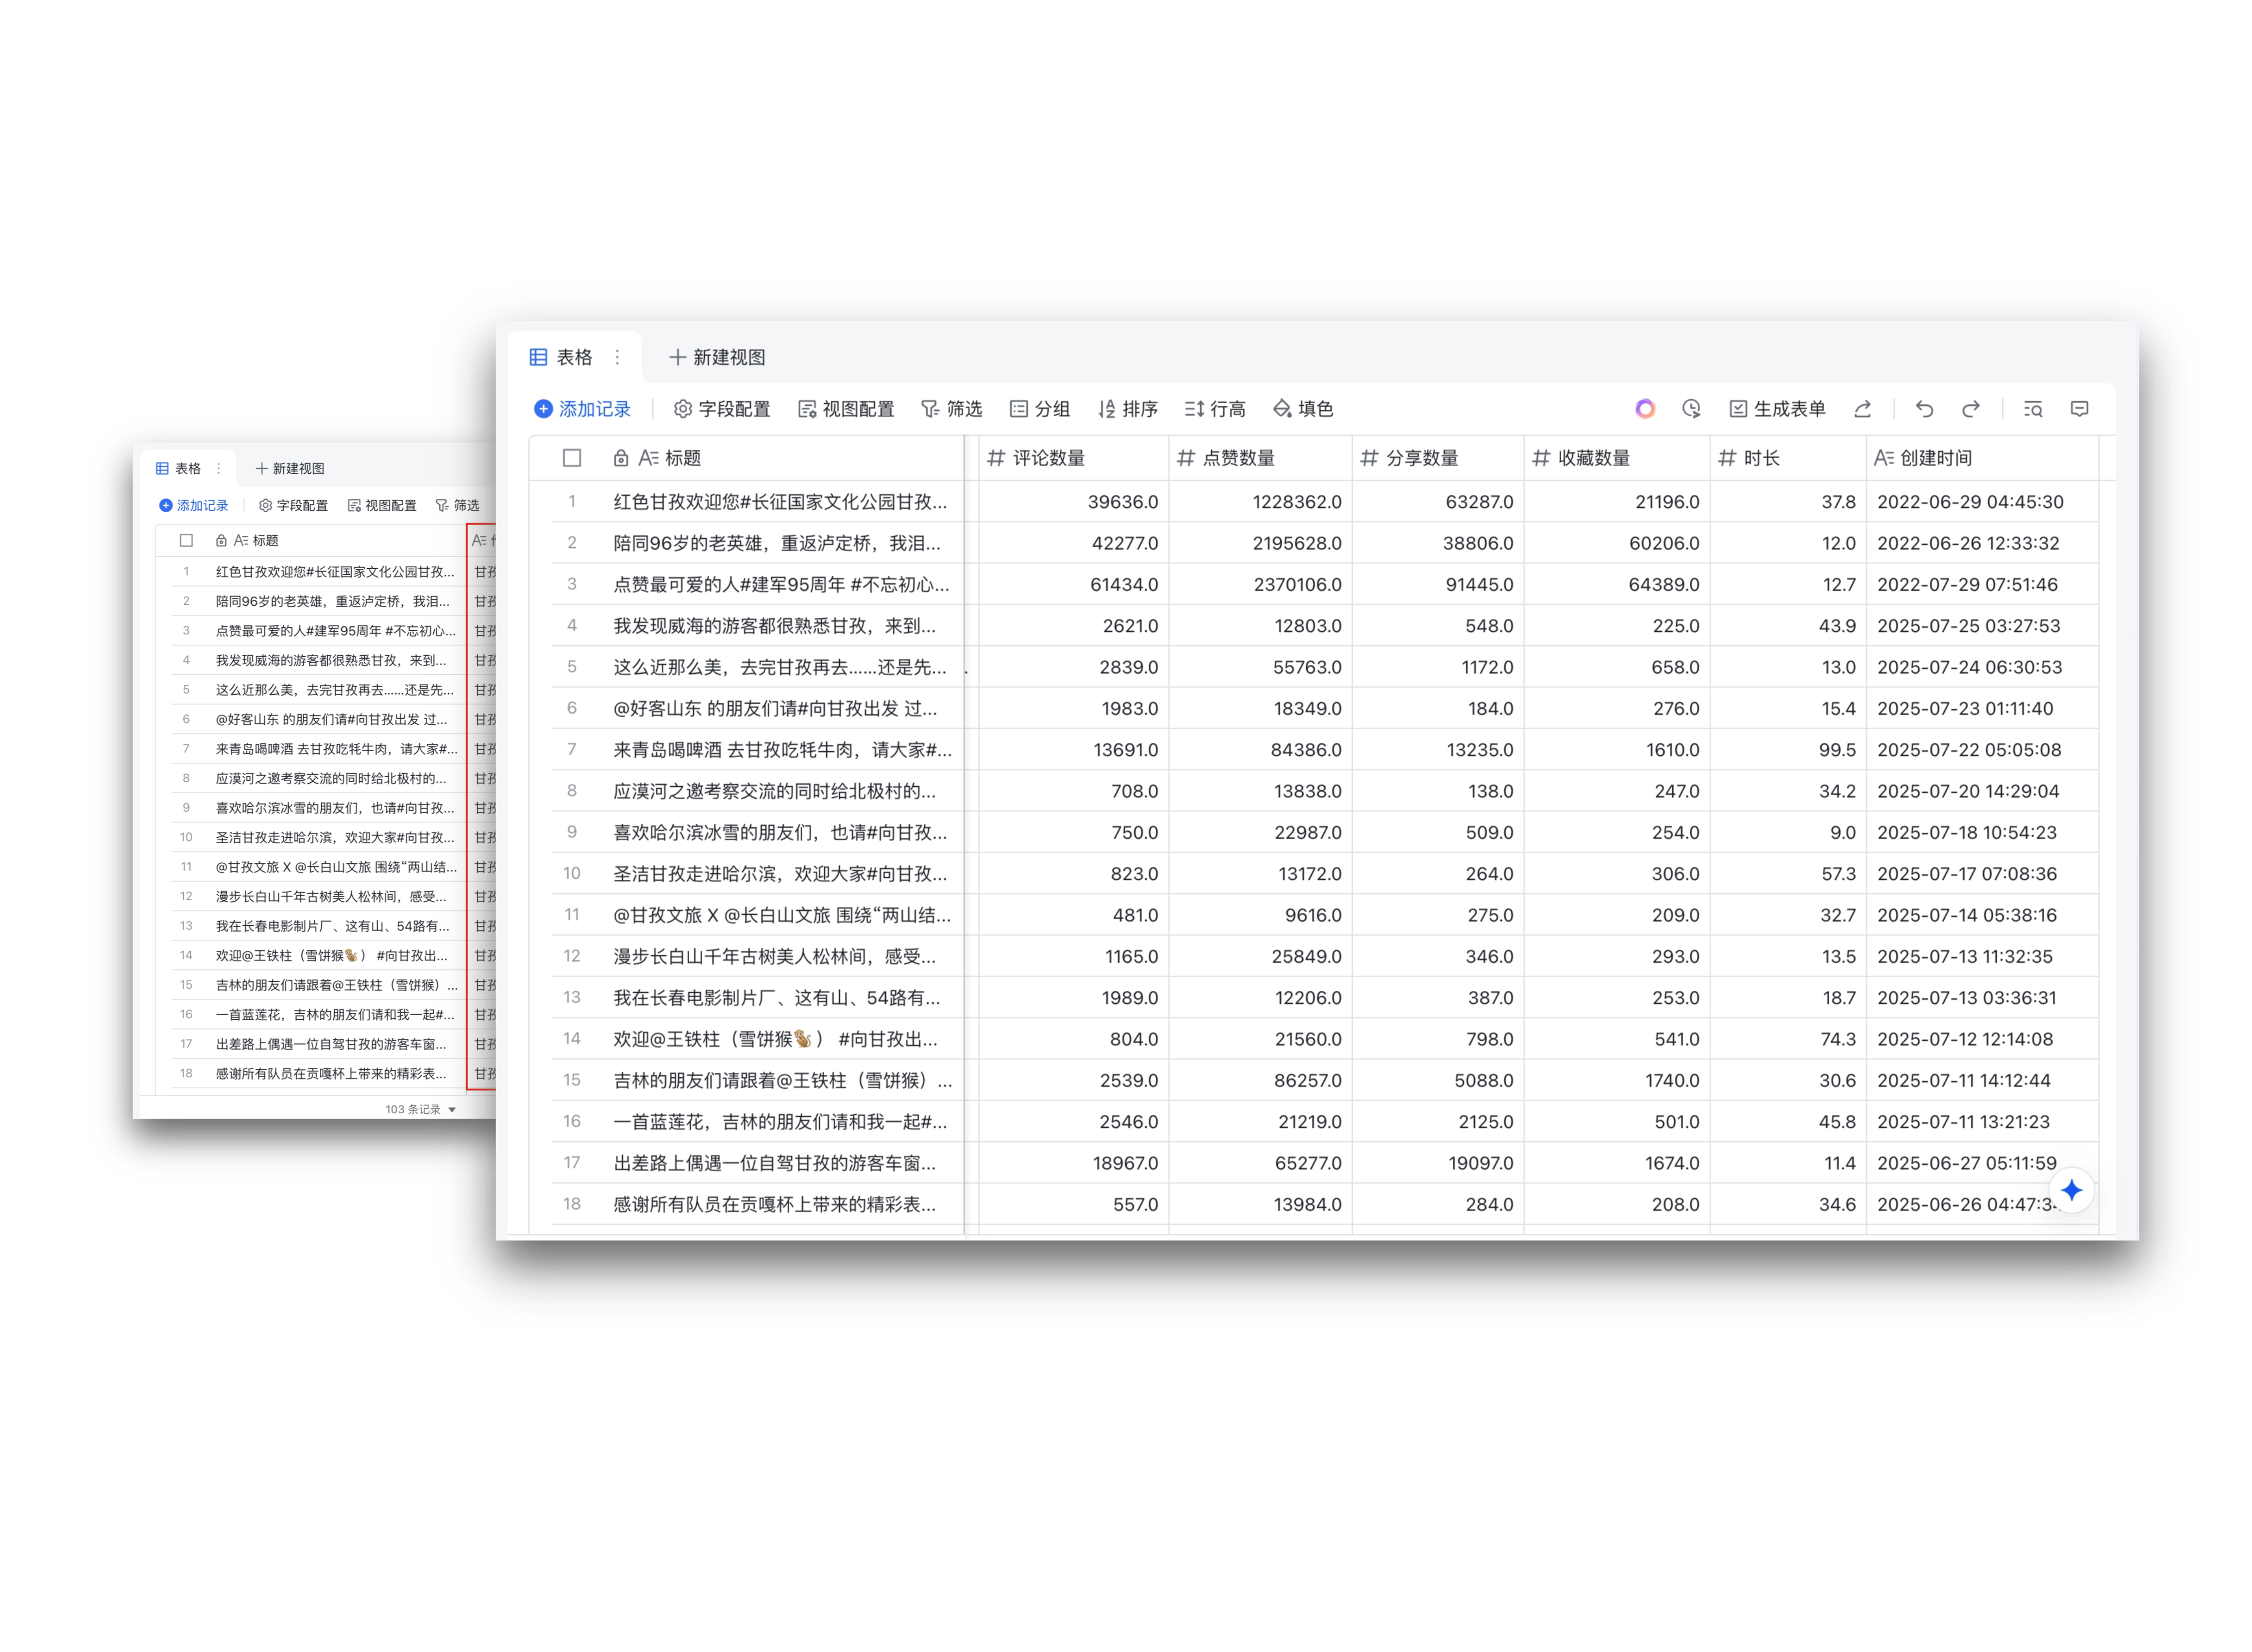 表格
新建视图
添加记录 字段配置 视图配置 筛选
标题
1 红色甘孜欢迎您#长征国家文化公园甘孜... 甘孜
2 陪同96岁的老英雄，重返泸定桥，我泪... 甘孜
3 点赞最可爱的人#建军95周年 #不忘初心... 甘孜
4 我发现威海的游客都很熟悉甘孜，来到... 甘孜
5 这么近那么美，去完甘孜再去......还是先... 甘孜
6 @好客山东 的朋友们请#向甘孜出发 过... 甘孜
7 来青岛喝啤酒 去甘孜吃牦牛肉，请大家#... 甘孜
8 应漠河之邀考察交流的同时给北极村的... 甘孜
9 喜欢哈尔滨冰雪的朋友们，也请#向甘孜... 甘孜
10 圣洁甘孜走进哈尔滨，欢迎大家#向甘孜... 甘孜
11 @甘孜文旅 X @长白山文旅 围绕“两山结... 甘孜
12 漫步长白山千年古树美人松林间，感受... 甘孜
13 我在长春电影制片厂、这有山、54路有... 甘孜
14 欢迎@王铁柱（雪饼猴🐒） #向甘孜出... 甘孜
15 吉林的朋友们请跟着@王铁柱（雪饼猴）... 甘孜
16 一首蓝莲花，吉林的朋友们请和我一起#... 甘孜
17 出差路上偶遇一位自驾甘孜的游客车窗... 甘孜
18 感谢所有队员在贡嘎杯上带来的精彩表... 甘孜
103 条记录
表格
新建视图
添加记录 字段配置 视图配置 筛选 分组 排序 行高 填色 生成表单
标题 评论数量 点赞数量 分享数量 收藏数量 时长 创建时间
1 红色甘孜欢迎您#长征国家文化公园甘孜... 39636.0 1228362.0 63287.0 21196.0 37.8 2022-06-29 04:45:30
2 陪同96岁的老英雄，重返泸定桥，我泪... 42277.0 2195628.0 38806.0 60206.0 12.0 2022-06-26 12:33:32
3 点赞最可爱的人#建军95周年 #不忘初心... 61434.0 2370106.0 91445.0 64389.0 12.7 2022-07-29 07:51:46
4 我发现威海的游客都很熟悉甘孜，来到... 2621.0 12803.0 548.0 225.0 43.9 2025-07-25 03:27:53
5 这么近那么美，去完甘孜再去......还是先... 2839.0 55763.0 1172.0 658.0 13.0 2025-07-24 06:30:53
6 @好客山东 的朋友们请#向甘孜出发 过... 1983.0 18349.0 184.0 276.0 15.4 2025-07-23 01:11:40
7 来青岛喝啤酒 去甘孜吃牦牛肉，请大家#... 13691.0 84386.0 13235.0 1610.0 99.5 2025-07-22 05:05:08
8 应漠河之邀考察交流的同时给北极村的... 708.0 13838.0 138.0 247.0 34.2 2025-07-20 14:29:04
9 喜欢哈尔滨冰雪的朋友们，也请#向甘孜... 750.0 22987.0 509.0 254.0 9.0 2025-07-18 10:54:23
10 圣洁甘孜走进哈尔滨，欢迎大家#向甘孜... 823.0 13172.0 264.0 306.0 57.3 2025-07-17 07:08:36
11 @甘孜文旅 X @长白山文旅 围绕“两山结... 481.0 9616.0 275.0 209.0 32.7 2025-07-14 05:38:16
12 漫步长白山千年古树美人松林间，感受... 1165.0 25849.0 346.0 293.0 13.5 2025-07-13 11:32:35
13 我在长春电影制片厂、这有山、54路有... 1989.0 12206.0 387.0 253.0 18.7 2025-07-13 03:36:31
14 欢迎@王铁柱（雪饼猴🐒） #向甘孜出... 804.0 21560.0 798.0 541.0 74.3 2025-07-12 12:14:08
15 吉林的朋友们请跟着@王铁柱（雪饼猴）... 2539.0 86257.0 5088.0 1740.0 30.6 2025-07-11 14:12:44
16 一首蓝莲花，吉林的朋友们请和我一起#... 2546.0 21219.0 2125.0 501.0 45.8 2025-07-11 13:21:23
17 出差路上偶遇一位自驾甘孜的游客车窗... 18967.0 65277.0 19097.0 1674.0 11.4 2025-06-27 05:11:59
18 感谢所有队员在贡嘎杯上带来的精彩表... 557.0 13984.0 284.0 208.0 34.6 2025-06-26 04:47:3